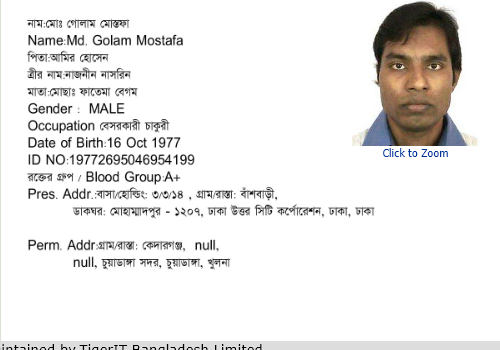 নাম:মোঃ গোলাম মোস্তফা
Name:Md. Golam Mostafa
পিতা:আমির হোসেন
ত্রীর নাম:নাজনীন নাসরিন
মাতা:মোছাঃ ফাতেমা বেগম
Gender : MALE
Occupation বেসরকারী চাকুরী
Date of Birth:16 Oct 1977
ID NO:19772695046954199
রক্তের গ্রুপ / Blood Group:A+
Pres. Addr.:বাসা/হোল্ডিং: ৩/৩/১৪ , গ্রাম/রাস্তা: বাঁশবাড়ী,
ডাকঘর: মোহাম্মাদপুর - ১২০৭, ঢাকা উত্তর সিটি কর্পোরেশন, ঢাকা, ঢাকা
Perm. Addr:গ্রাম/রাস্তা: কেদারগঞ্জ, null,
null, চুয়াডাঙ্গা সদর, চুয়াডাঙ্গা, খুলনা
Click to Zoom
intained by TigerIT Bangladesh Limited